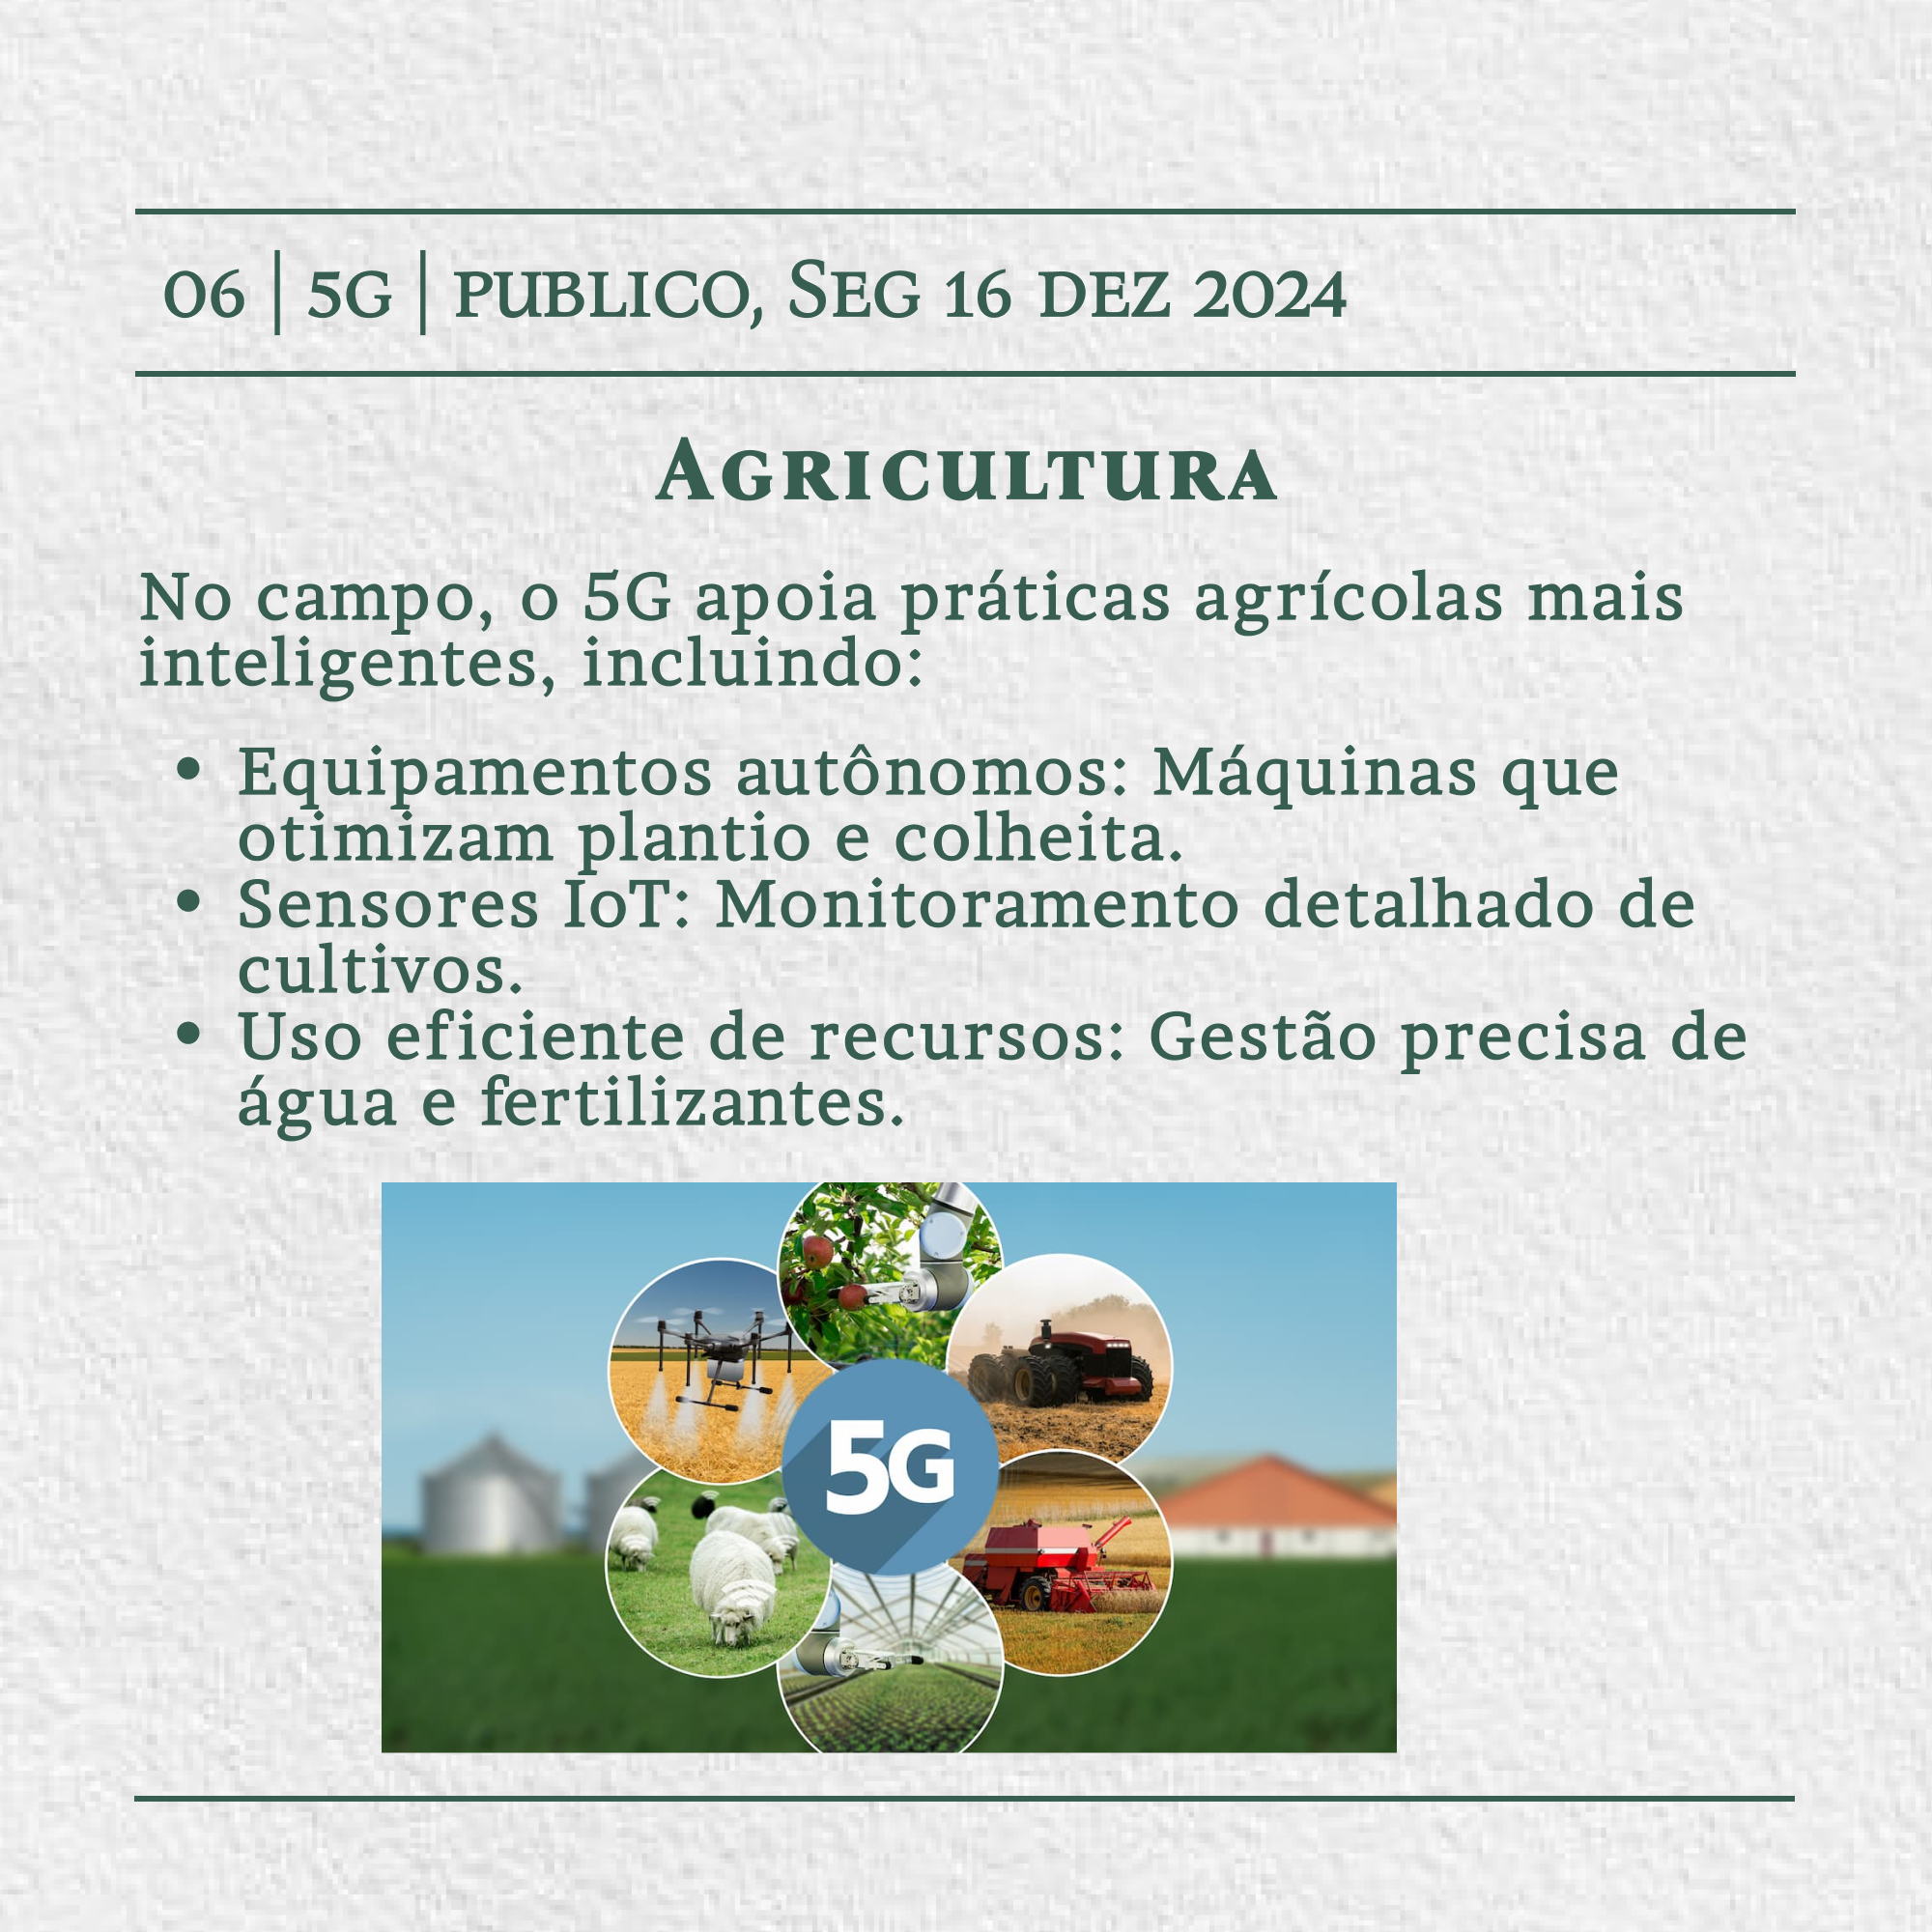 06 | 5G | PUBLICO, SEG 16 DEZ 2024
AGRICULTURA
No campo, o 5G apoia práticas agrícolas mais
inteligentes, incluindo:
• Equipamentos autônomos: Máquinas que
otimizam plantio e colheita.
• Sensores IoT: Monitoramento detalhado de
cultivos.
• Uso eficiente de recursos: Gestão precisa de
água e fertilizantes.
5G